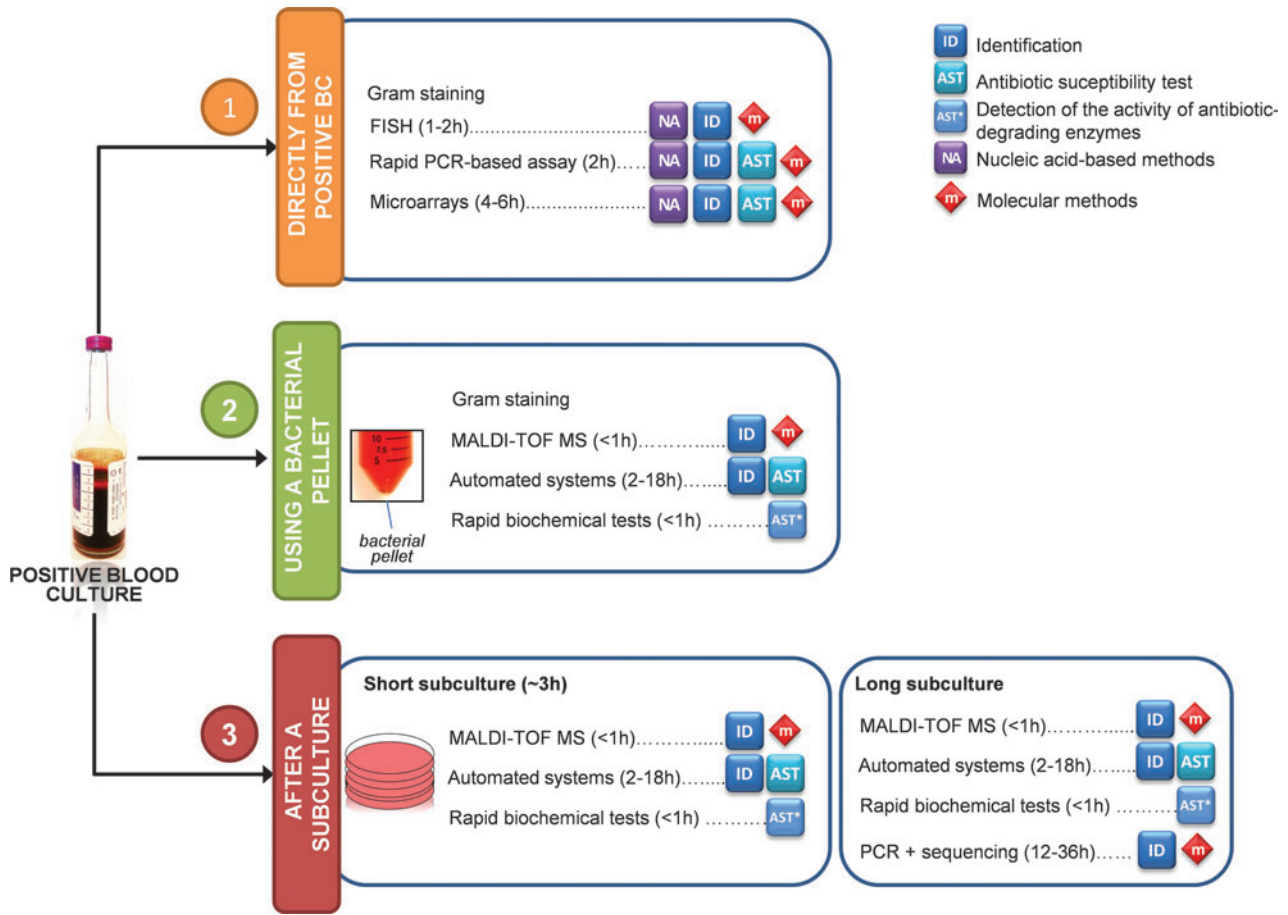 1
DIRECTLY FROM
POSITIVE BC
Gram staining
FISH (1-2h)........................................ NA ID m
Rapid PCR-based assay (2h)...... NA ID AST m
Microarrays (4-6h)............................ NA ID AST m
ID Identification
AST Antibiotic suceptibility test
AST* Detection of the activity of antibiotic-
degrading enzymes
NA Nucleic acid-based methods
m Molecular methods
POSITIVE BLOOD
CULTURE
2
USING A BACTERIAL
PELLET
10
7.5
5
bacterial
pellet
Gram staining
MALDI-TOF MS (<1h)................... ID m
Automated systems (2-18h)........ ID AST
Rapid biochemical tests (<1h) .......... AST*
3
AFTER A
SUBCULTURE
Short subculture (~3h)
MALDI-TOF MS (<1h)................... ID m
Automated systems (2-18h)........ ID AST
Rapid biochemical tests (<1h) .......... AST*
Long subculture
MALDI-TOF MS (<1h)................... ID m
Automated systems (2-18h)........ ID AST
Rapid biochemical tests (<1h) .......... AST*
PCR + sequencing (12-36h)...... ID m